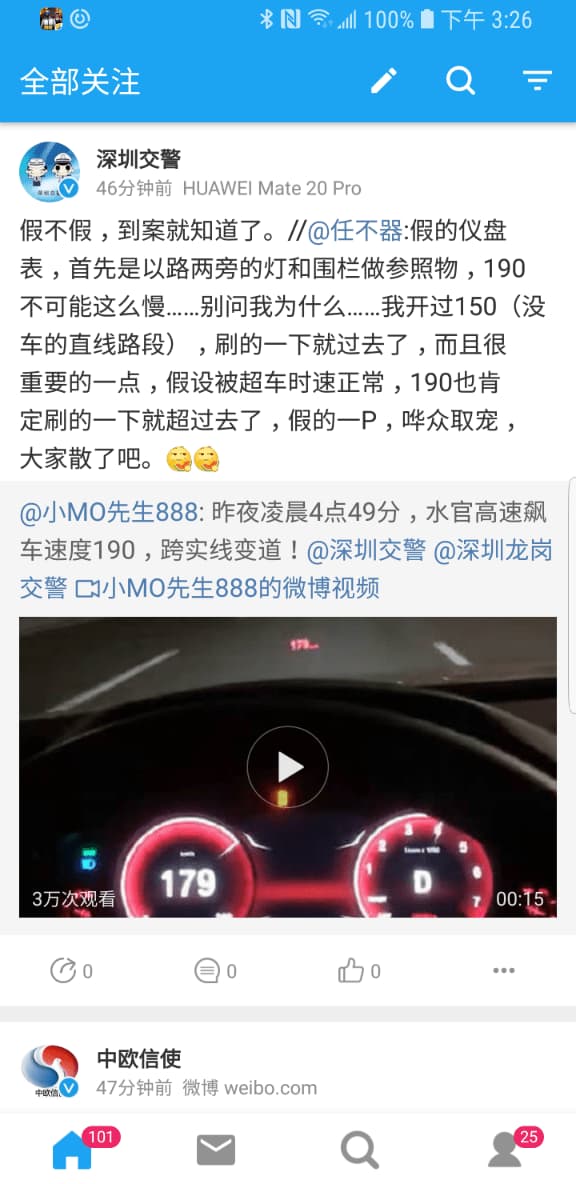 100% 下午 3:26
全部关注
深圳交警
46分钟前 HUAWEI Mate 20 Pro
假不假，到案就知道了。//@任不器:假的仪盘
表，首先是以路两旁的灯和围栏做参照物，190
不可能这么慢……别问我为什么……我开过150（没
车的直线路段），刷的一下就过去了，而且很
重要的一点，假设被超车时速正常，190也肯
定刷的一下就超过去了，假的一P，哗众取宠，
大家散了吧。
@小MO先生888: 昨夜凌晨4点49分，水官高速飙
车速度190，跨实线变道！@深圳交警 @深圳龙岗
交警 小MO先生888的微博视频
179
3 4
2 5
1 6
7
179
D
3万次观看
00:15
0 0 0
中欧信使
47分钟前 微博 weibo.com
101
25